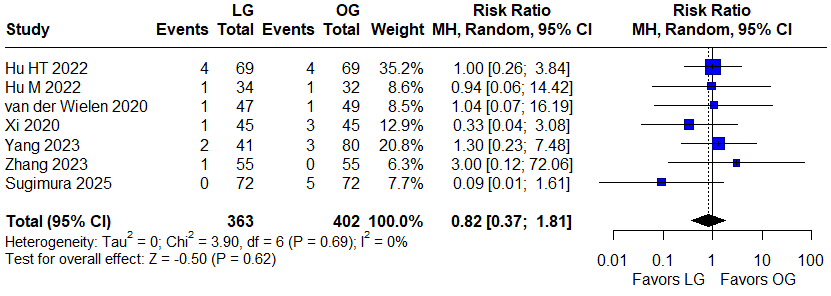 LG OG Risk Ratio Risk Ratio
Study Events Total Events Total Weight MH, Random, 95% CI MH, Random, 95% CI
Hu HT 2022 4 69 4 69 35.2% 1.00 [0.26; 3.84]
Hu M 2022 1 34 1 32 8.6% 0.94 [0.06; 14.42]
van der Wielen 2020 1 47 1 49 8.5% 1.04 [0.07; 16.19]
Xi 2020 1 45 3 45 12.9% 0.33 [0.04; 3.08]
Yang 2023 2 41 3 80 20.8% 1.30 [0.23; 7.48]
Zhang 2023 1 55 0 55 6.3% 3.00 [0.12; 72.06]
Sugimura 2025 0 72 5 72 7.7% 0.09 [0.01; 1.61]
Total (95% CI) 363 402 100.0% 0.82 [0.37; 1.81]
Heterogeneity: Tau² = 0; Chi² = 3.90, df = 6 (P = 0.69); I² = 0%
Test for overall effect: Z = -0.50 (P = 0.62)
0.01 0.1 1 10 100
Favors LG Favors OG